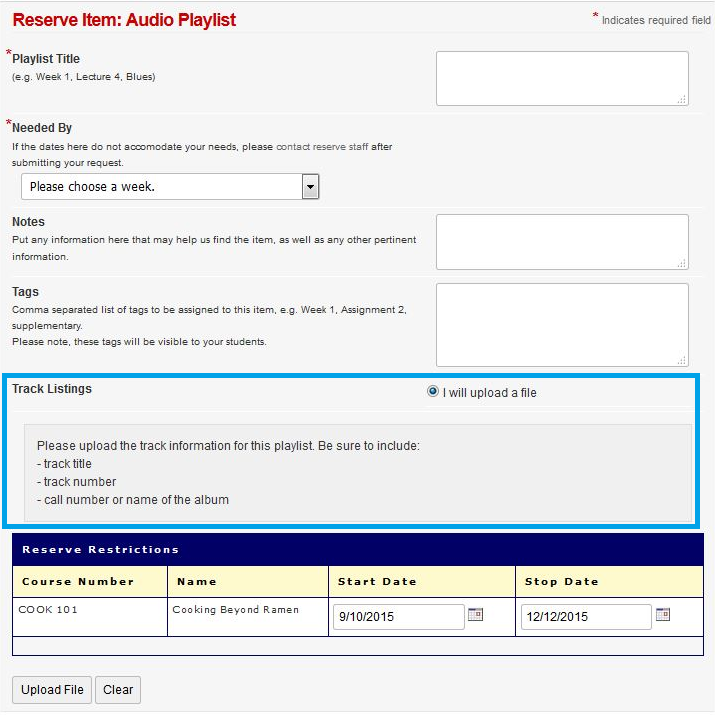 Reserve Item: Audio Playlist
* Indicates required field
*Playlist Title
(e.g. Week 1, Lecture 4, Blues)
*Needed By
If the dates here do not accomodate your needs, please contact reserve staff after
submitting your request.
Please choose a week.
Notes
Put any information here that may help us find the item, as well as any other pertinent
information.
Tags
Comma separated list of tags to be assigned to this item, e.g. Week 1, Assignment 2,
supplementary.
Please note, these tags will be visible to your students.
Track Listings
I will upload a file
Please upload the track information for this playlist. Be sure to include:
- track title
- track number
- call number or name of the album
Reserve Restrictions
Course Number Name Start Date Stop Date
COOK 101 Cooking Beyond Ramen 9/10/2015 12/12/2015
Upload File Clear